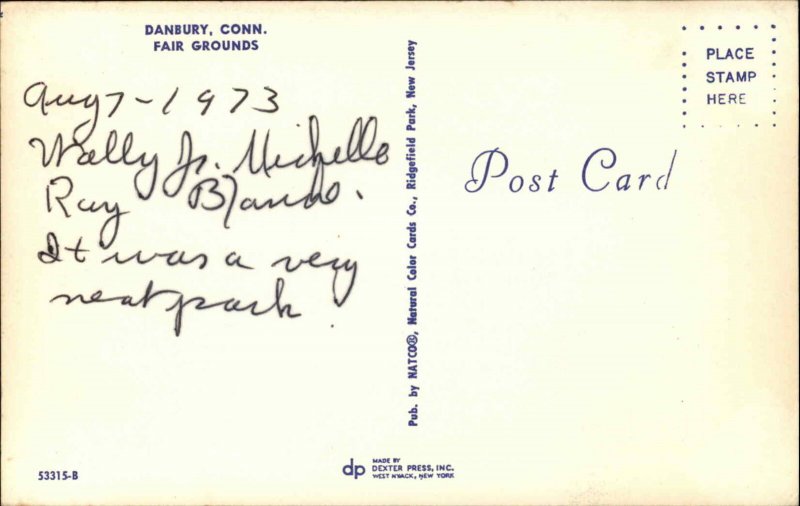 DANBURY, CONN.
FAIR GROUNDS
Aug 7 - 1973
Wally Jr. Michelle
Ray
It was a very
neat park.
53315-B
Pub. by NATCO®, Natural Color Cards Co., Ridgefield Park, New Jersey
dp
MADE BY
DEXTER PRESS, INC.
WEST NYACK, NEW YORK
PLACE
STAMP
HERE
Post Card